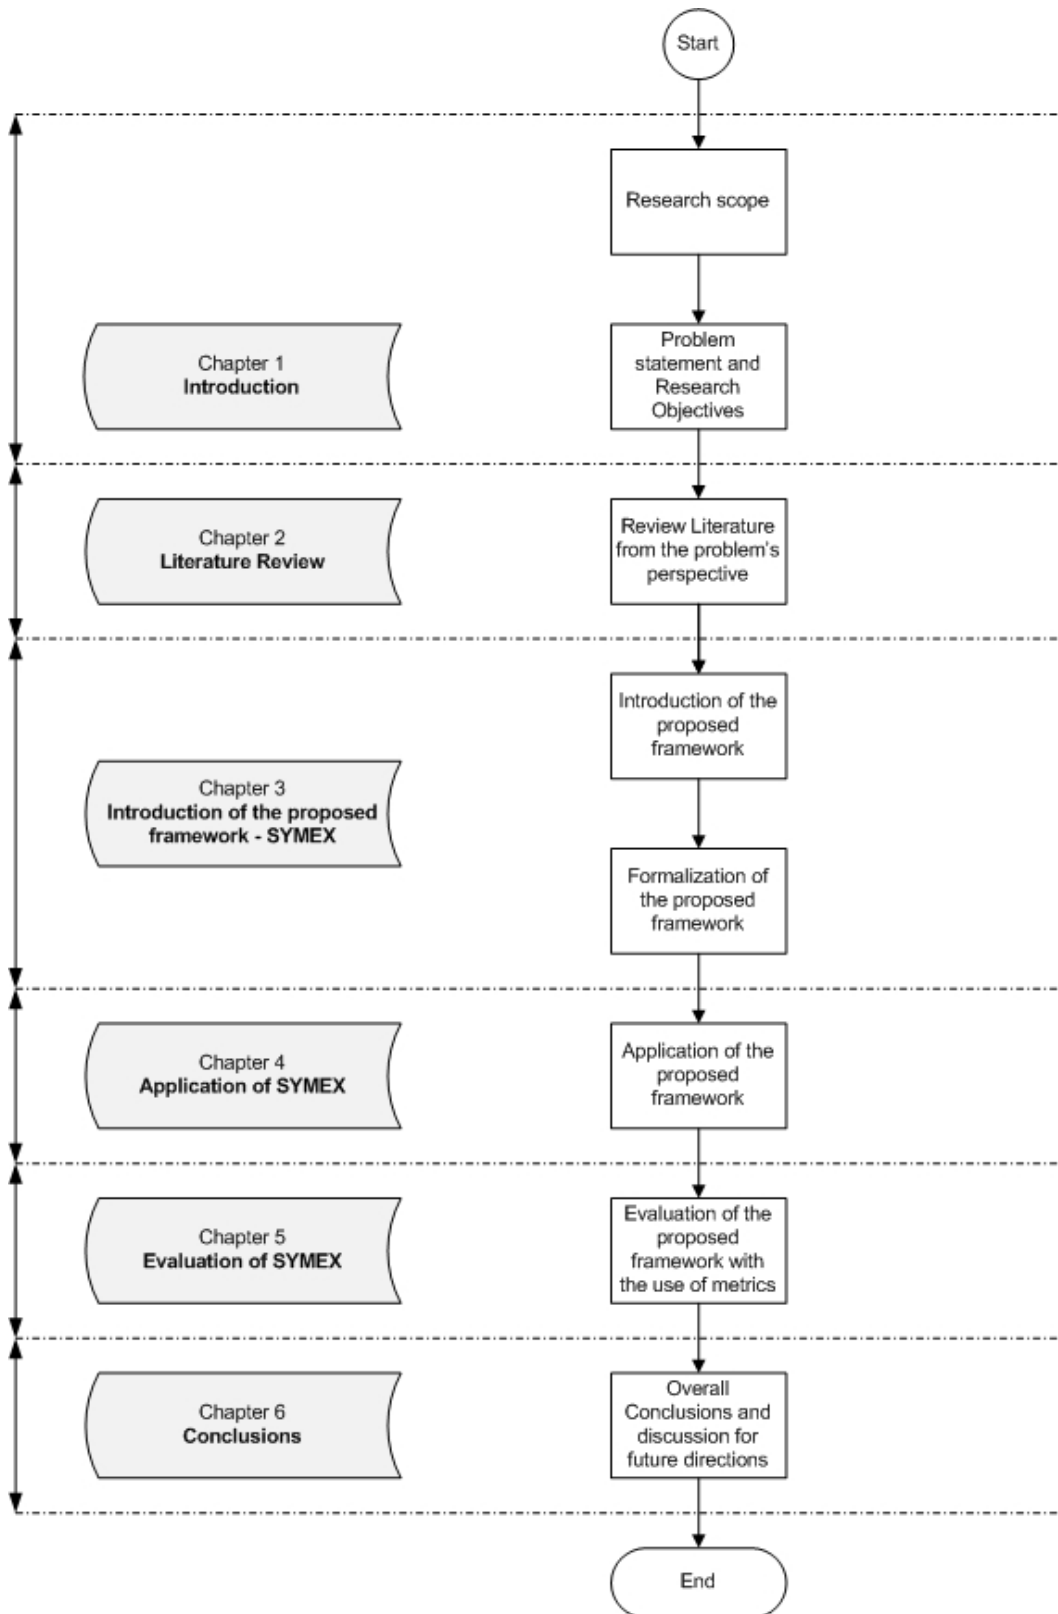 Start
Research scope
Chapter 1
Introduction
Problem
statement and
Research
Objectives
Chapter 2
Literature Review
Review Literature
from the problem's
perspective
Introduction of the
proposed
framework
Chapter 3
Introduction of the proposed
framework - SYMEX
Formalization of
the proposed
framework
Chapter 4
Application of SYMEX
Application of the
proposed
framework
Chapter 5
Evaluation of SYMEX
Evaluation of the
proposed
framework with
the use of metrics
Chapter 6
Conclusions
Overall
Conclusions and
discussion for
future directions
End